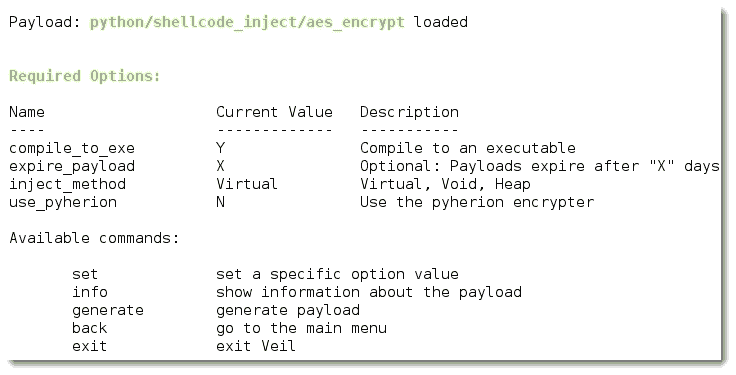 Payload: python/shellcode_inject/aes_encrypt loaded
Required Options:
Name Current Value Description
---- ------------- -----------
compile_to_exe Y Compile to an executable
expire_payload X Optional: Payloads expire after "X" days
inject_method Virtual Virtual, Void, Heap
use_pyherion N Use the pyherion encrypter
Available commands:
set set a specific option value
info show information about the payload
generate generate payload
back go to the main menu
exit exit Veil